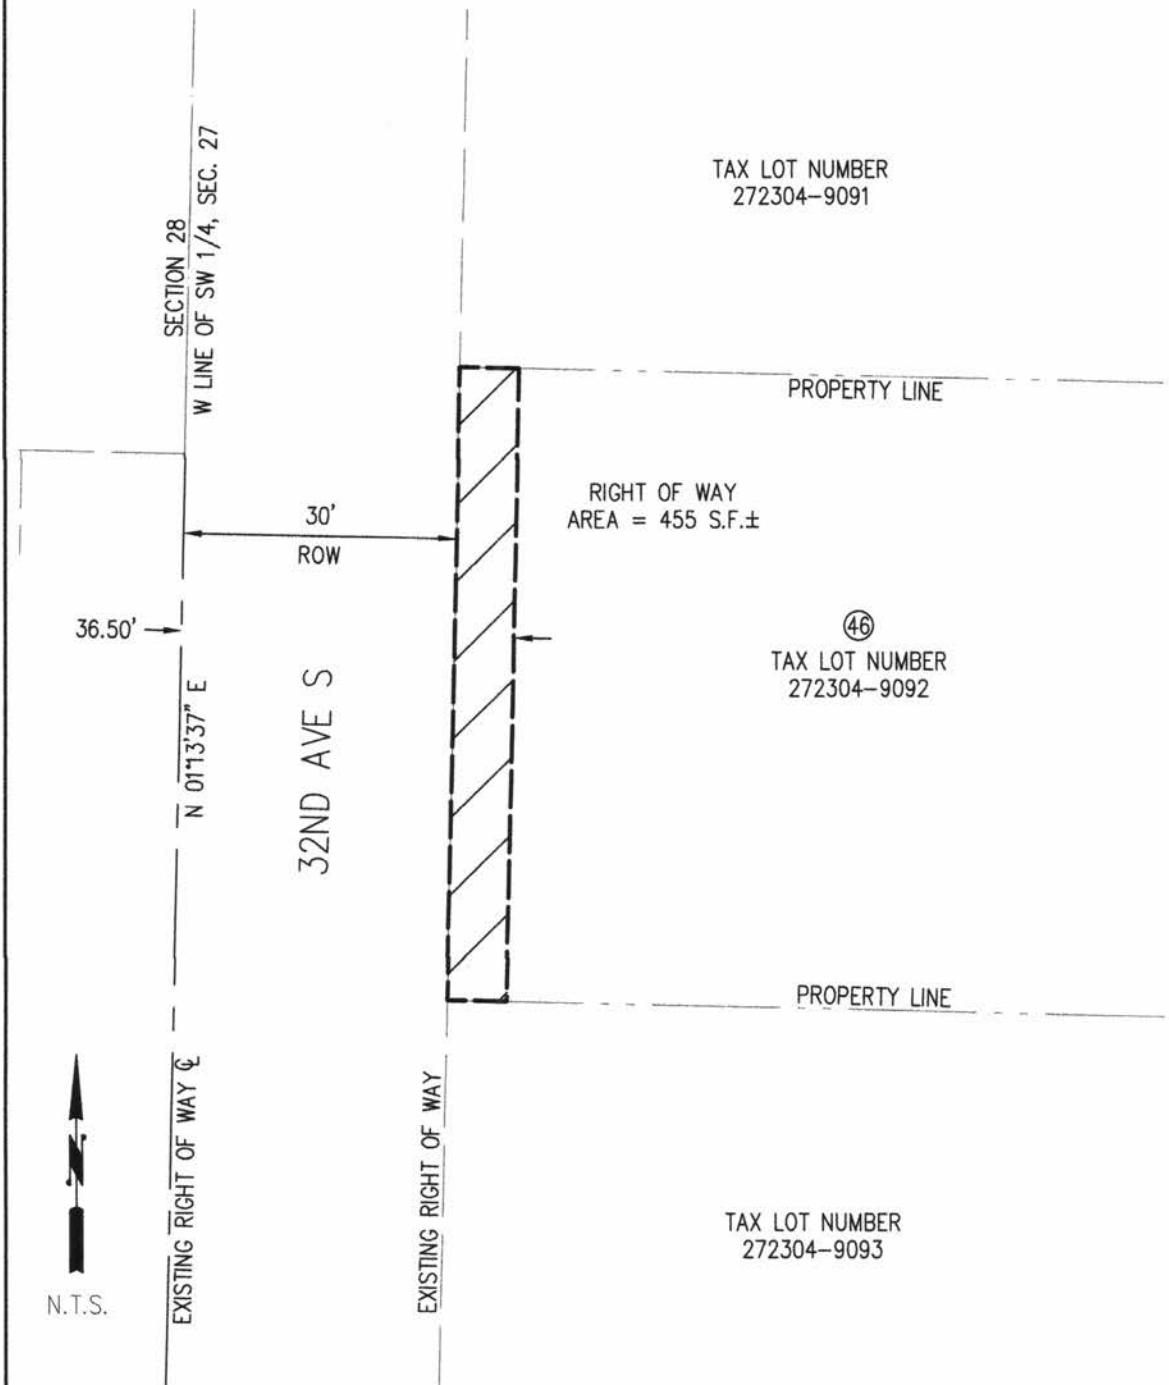 SECTION 28
W LINE OF SW 1/4, SEC. 27
TAX LOT NUMBER
272304-9091
PROPERTY LINE
RIGHT OF WAY
AREA = 455 S.F.±
30'
ROW
36.50'
46
TAX LOT NUMBER
272304-9092
N 01°13'37" E
32ND AVE S
PROPERTY LINE
EXISTING RIGHT OF WAY ℄
EXISTING RIGHT OF WAY
TAX LOT NUMBER
272304-9093
N
N.T.S.